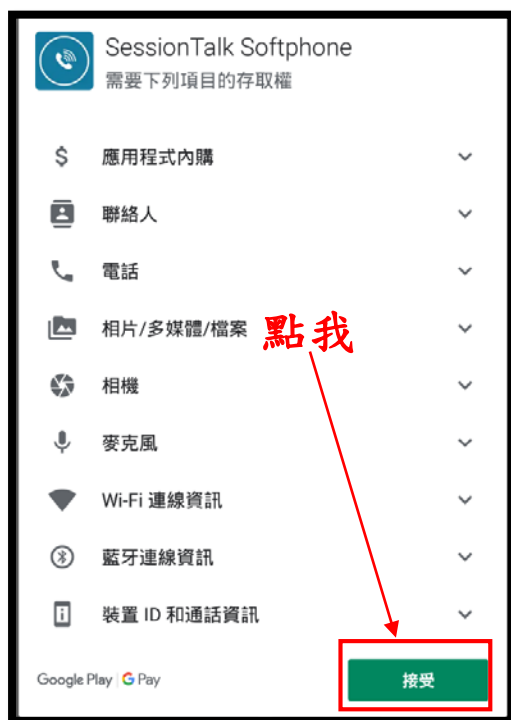 SessionTalk Softphone
需要下列項目的存取權
應用程式內購
聯絡人
電話
相片/多媒體/檔案
點我
相機
麥克風
Wi-Fi 連線資訊
藍牙連線資訊
裝置 ID 和通話資訊
Google Play | G Pay
接受